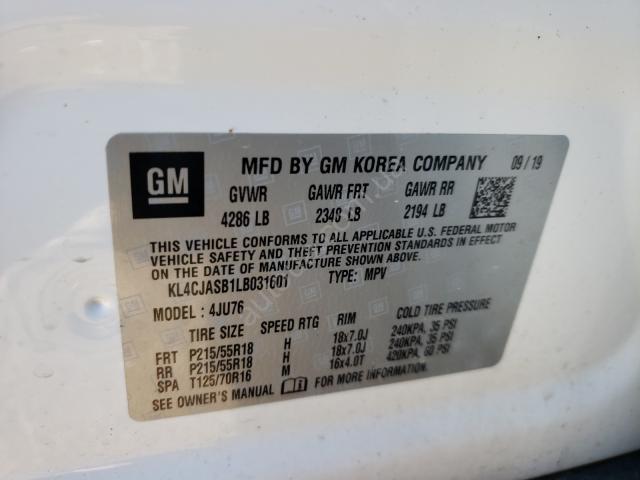 GM
MFD BY GM KOREA COMPANY 09 / 19
GVWR GAWR FRT GAWR RR
4286 LB 2348 LB 2194 LB
THIS VEHICLE CONFORMS TO ALL APPLICABLE U.S. FEDERAL MOTOR
VEHICLE SAFETY AND THEFT PREVENTION STANDARDS IN EFFECT
ON THE DATE OF MANUFACTURE SHOWN ABOVE.
KL4CJASB1LB031601 TYPE: MPV
MODEL : 4JU76
TIRE SIZE SPEED RTG RIM COLD TIRE PRESSURE
FRT P215/55R18 H 18x7.0J 240KPA, 35 PSI
RR P215/55R18 H 18x7.0J 240KPA, 35 PSI
SPA T125/70R16 M 16x4.0T 420KPA, 60 PSI
SEE OWNER'S MANUAL FOR MORE INFORMATION